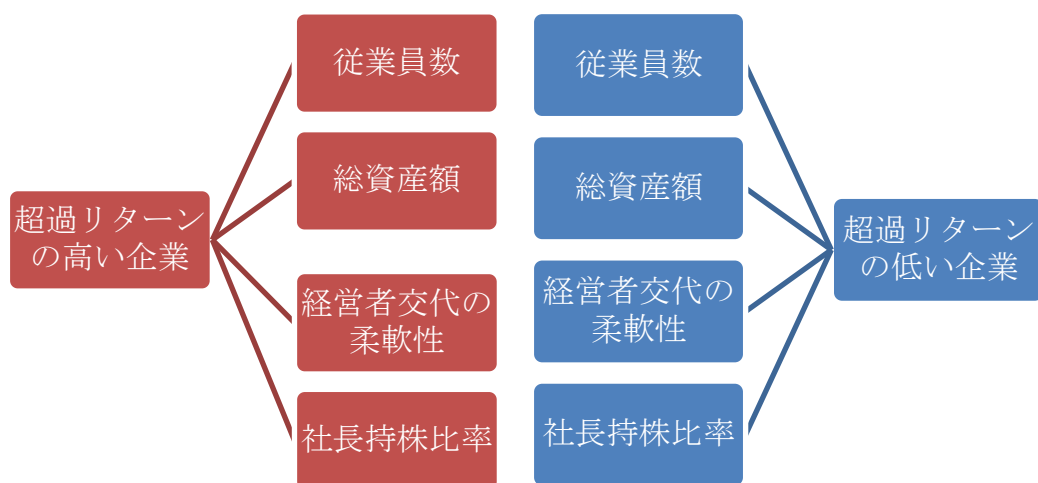 超過リターン
の高い企業
従業員数
総資産額
経営者交代の
柔軟性
社長持株比率
従業員数
総資産額
経営者交代の
柔軟性
社長持株比率
超過リターン
の低い企業